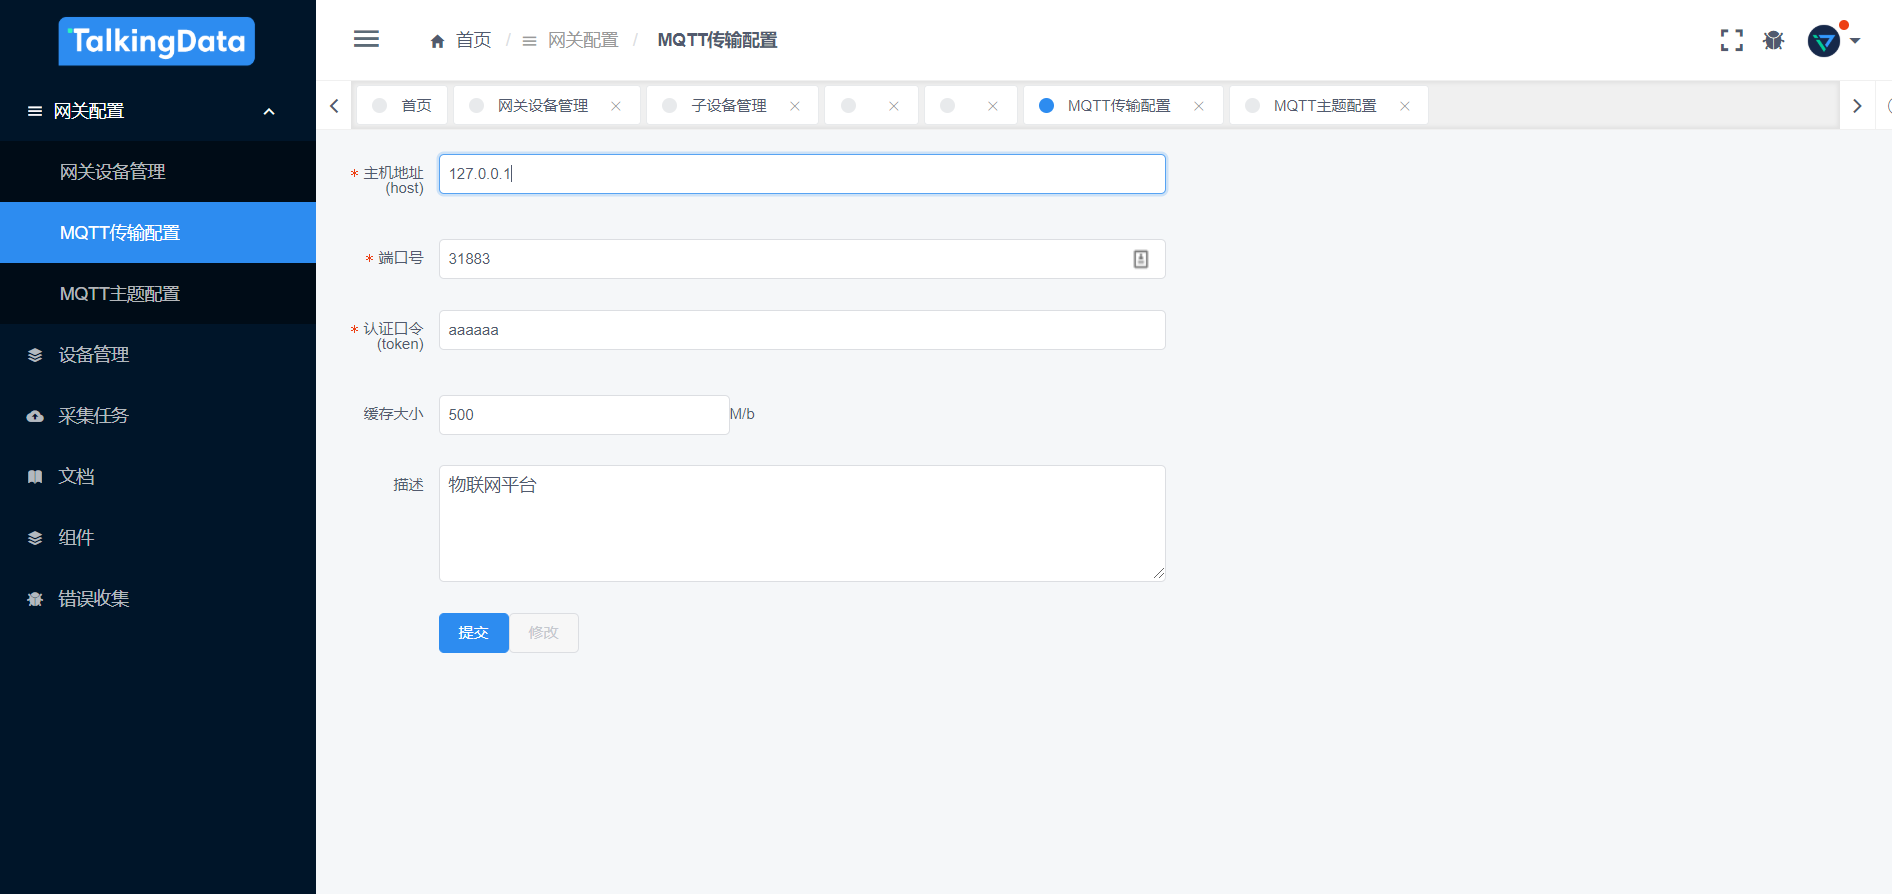 TalkingData
网关配置
网关设备管理
MQTT传输配置
MQTT主题配置
设备管理
采集任务
文档
组件
错误收集
首页 / 网关配置 / MQTT传输配置
首页 网关设备管理 子设备管理 MQTT传输配置 MQTT主题配置
* 主机地址
(host)
127.0.0.1
* 端口号
31883
* 认证口令
(token)
aaaaaa
缓存大小
500
M/b
描述
物联网平台
提交 修改